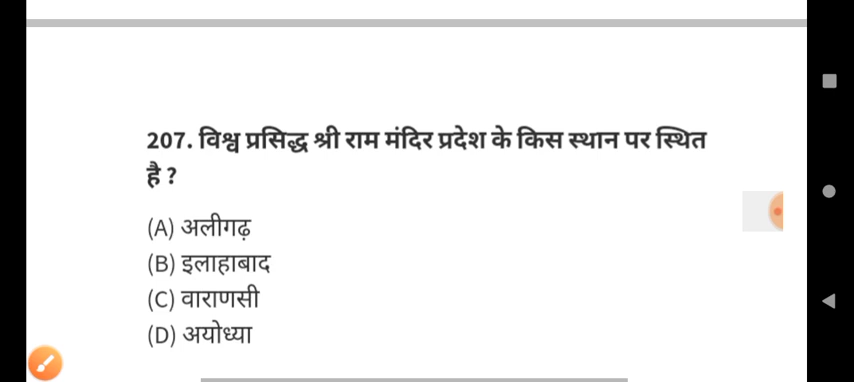 207. विश्व प्रसिद्ध श्री राम मंदिर प्रदेश के किस स्थान पर स्थित
है ?
(A) अलीगढ़
(B) इलाहाबाद
(C) वाराणसी
(D) अयोध्या